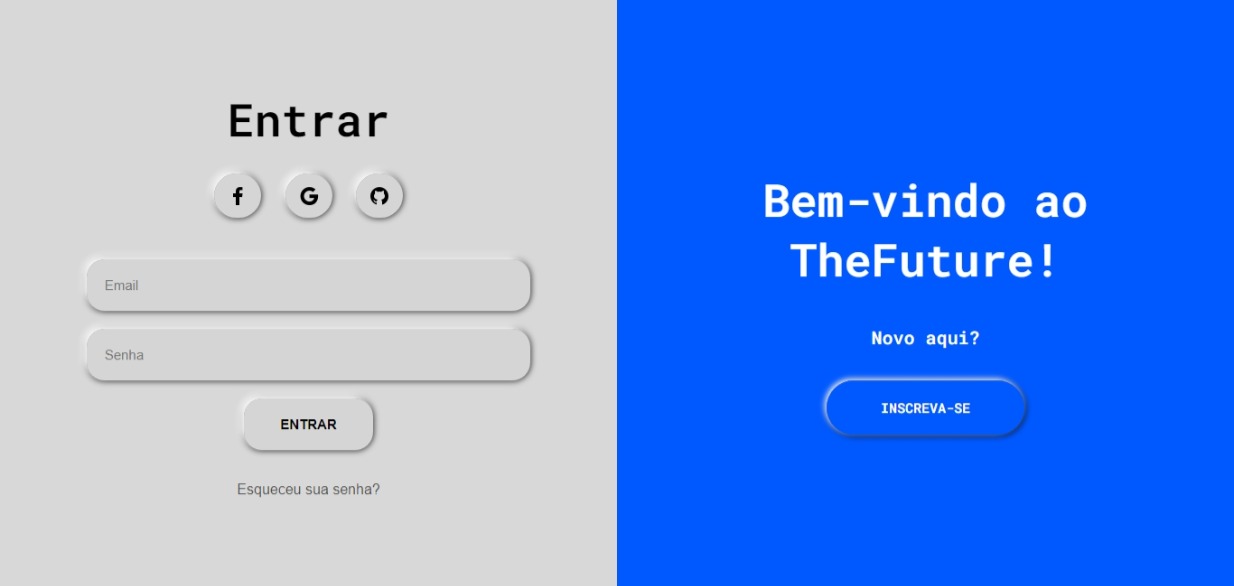 Entrar
Email
Senha
ENTRAR
Esqueceu sua senha?
Bem-vindo ao
TheFuture!
Novo aqui?
INSCREVA-SE